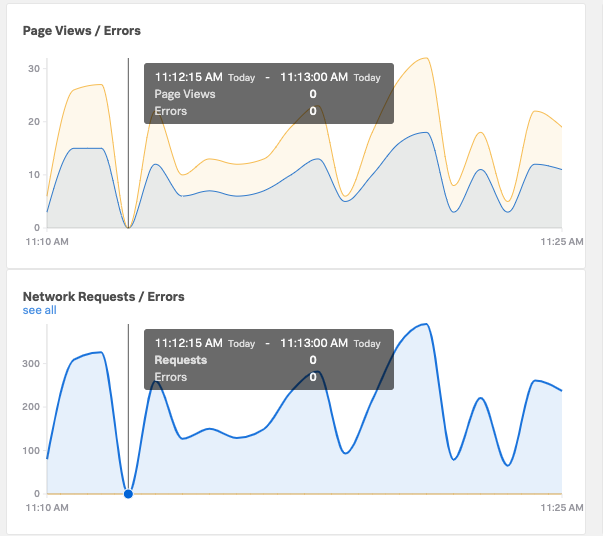 Page Views / Errors
30
11:12:15 AM Today - 11:13:00 AM Today
Page Views 0
Errors 0
20
10
0
11:10 AM 11:25 AM
Network Requests / Errors
see all
11:12:15 AM Today - 11:13:00 AM Today
Requests 0
300
Errors 0
200
100
0
11:10 AM 11:25 AM